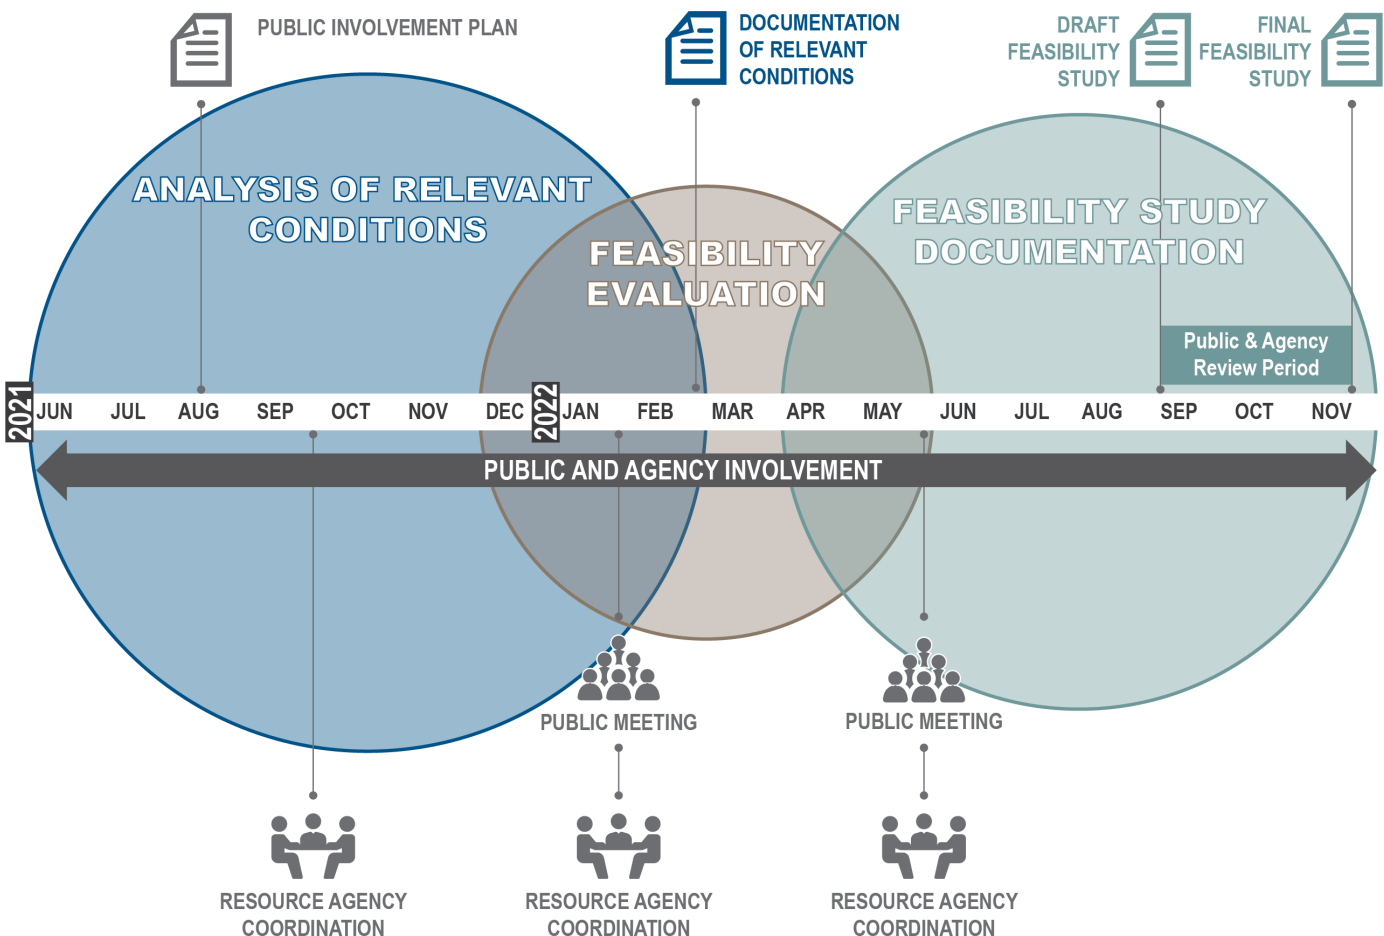 PUBLIC INVOLVEMENT PLAN
DOCUMENTATION
OF RELEVANT
CONDITIONS
DRAFT
FEASIBILITY
STUDY
FINAL
FEASIBILITY
STUDY
ANALYSIS OF RELEVANT
CONDITIONS
FEASIBILITY
EVALUATION
FEASIBILITY STUDY
DOCUMENTATION
Public & Agency
Review Period
2021 JUN JUL AUG SEP OCT NOV DEC 2022 JAN FEB MAR APR MAY JUN JUL AUG SEP OCT NOV
PUBLIC AND AGENCY INVOLVEMENT
PUBLIC MEETING
PUBLIC MEETING
RESOURCE AGENCY
COORDINATION
RESOURCE AGENCY
COORDINATION
RESOURCE AGENCY
COORDINATION